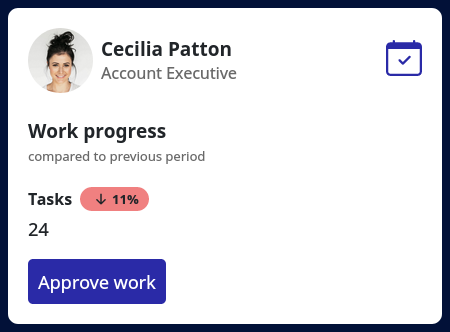 Cecilia Patton
Account Executive
Work progress
compared to previous period
Tasks ↓ 11%
24
Approve work